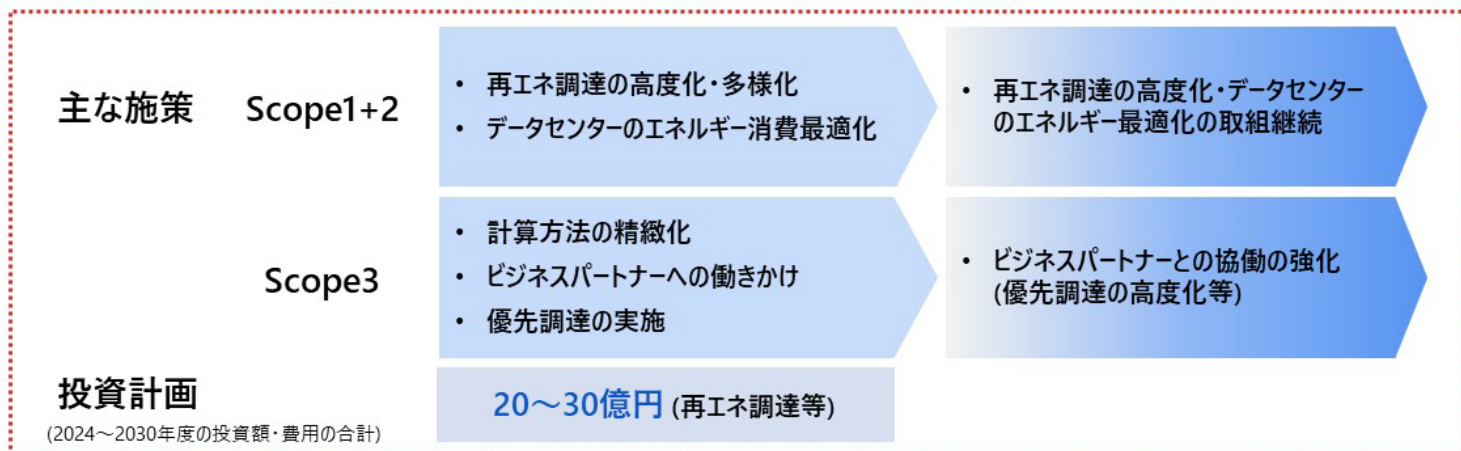 主な施策 Scope1+2
• 再エネ調達の高度化・多様化
• データセンターのエネルギー消費最適化
• 再エネ調達の高度化・データセンター
のエネルギー最適化の取組継続
Scope3
• 計算方法の精緻化
• ビジネスパートナーへの働きかけ
• 優先調達の実施
• ビジネスパートナーとの協働の強化
(優先調達の高度化等)
投資計画
(2024～2030年度の投資額・費用の合計)
20～30億円 (再エネ調達等)